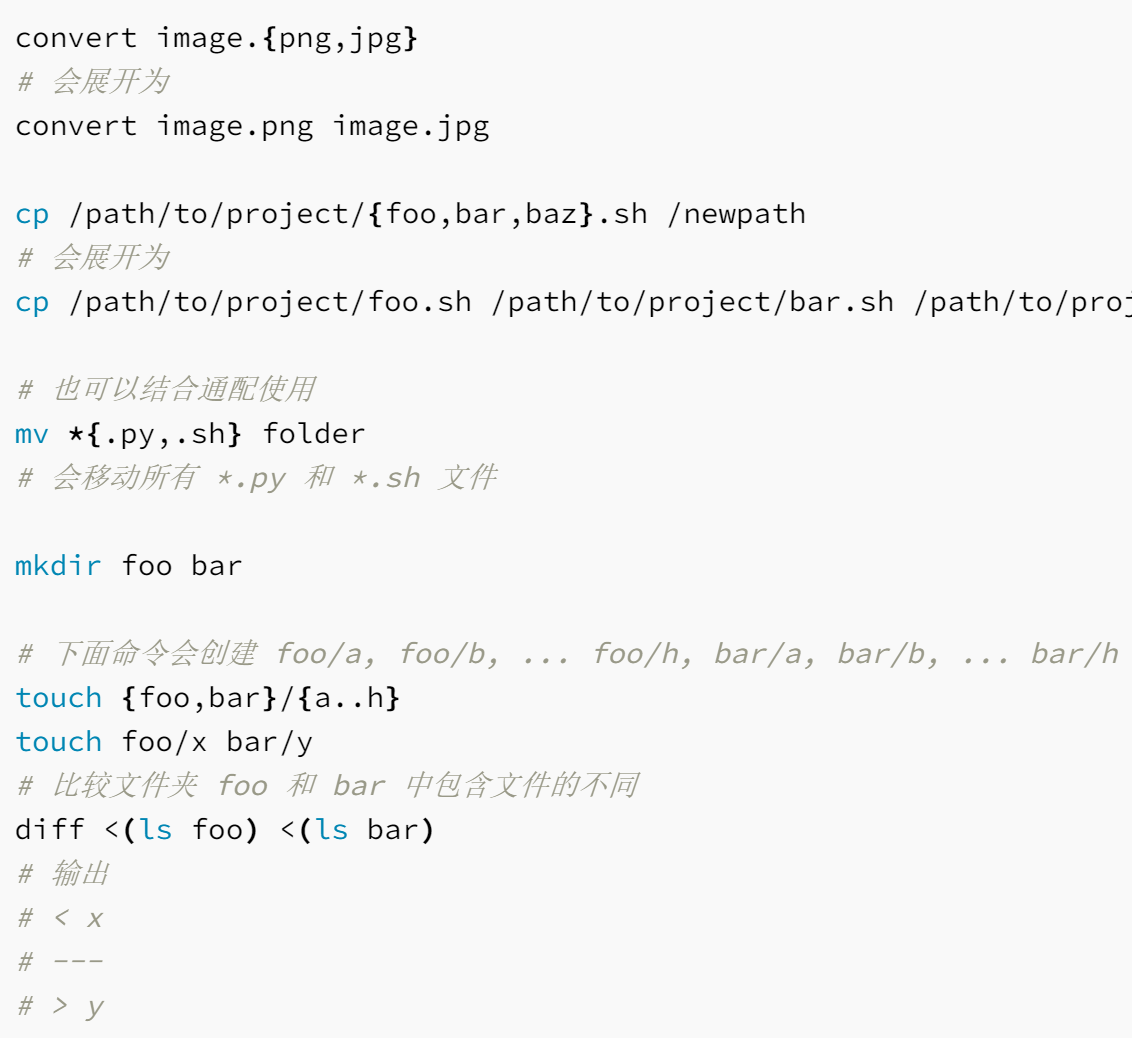 convert image.{png,jpg}
# 会展开为
convert image.png image.jpg
cp /path/to/project/{foo,bar,baz}.sh /newpath
# 会展开为
cp /path/to/project/foo.sh /path/to/project/bar.sh /path/to/proj
# 也可以结合通配使用
mv *{.py,.sh} folder
# 会移动所有 *.py 和 *.sh 文件
mkdir foo bar
# 下面命令会创建 foo/a, foo/b, ... foo/h, bar/a, bar/b, ... bar/h
touch {foo,bar}/{a..h}
touch foo/x bar/y
# 比较文件夹 foo 和 bar 中包含文件的不同
diff <(ls foo) <(ls bar)
# 输出
# < x
# ---
# > y